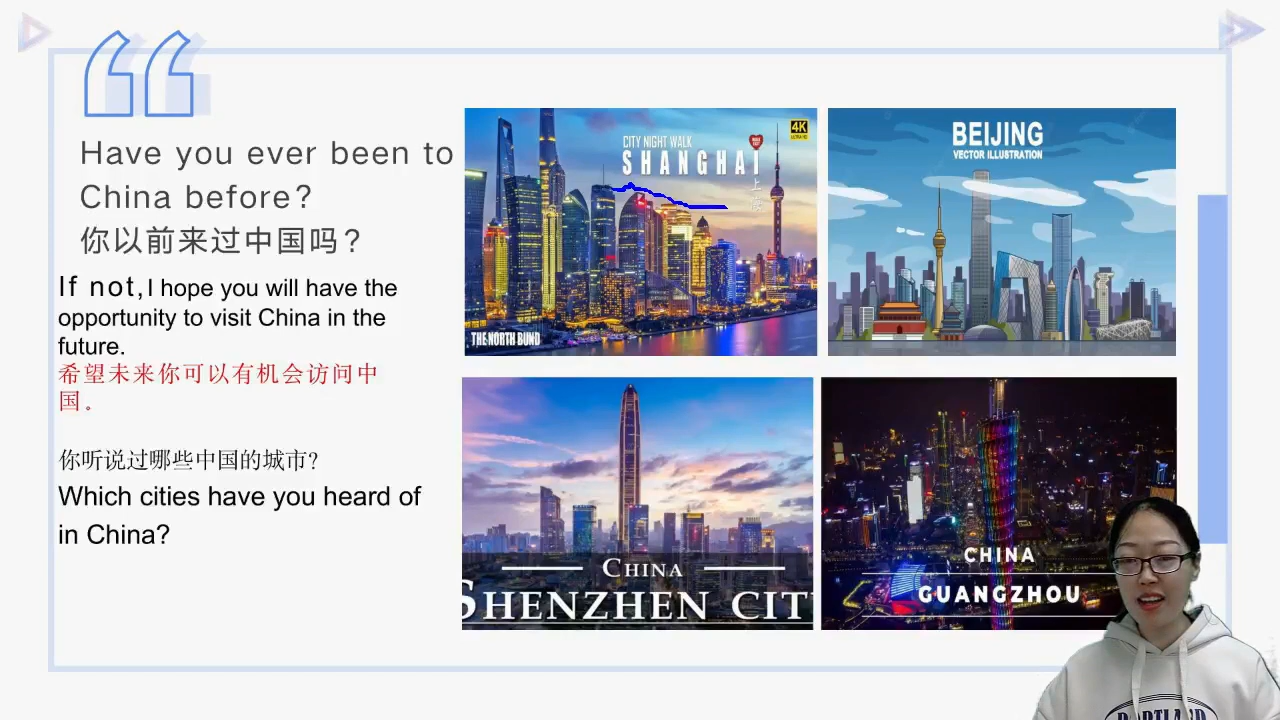 Have you ever been to
China before?
你以前来过中国吗?
If not, I hope you will have the
opportunity to visit China in the
future.
希望未来你可以有机会访问中
国。
你听说过哪些中国的城市?
Which cities have you heard of
in China?
CITY NIGHT WALK
SHANGHAI
上海
4K
THE NORTH BUND
BEIJING
VECTOR ILLUSTRATION
CHINA
SHENZHEN CIT
CHINA
GUANGZHOU
PORTLAND